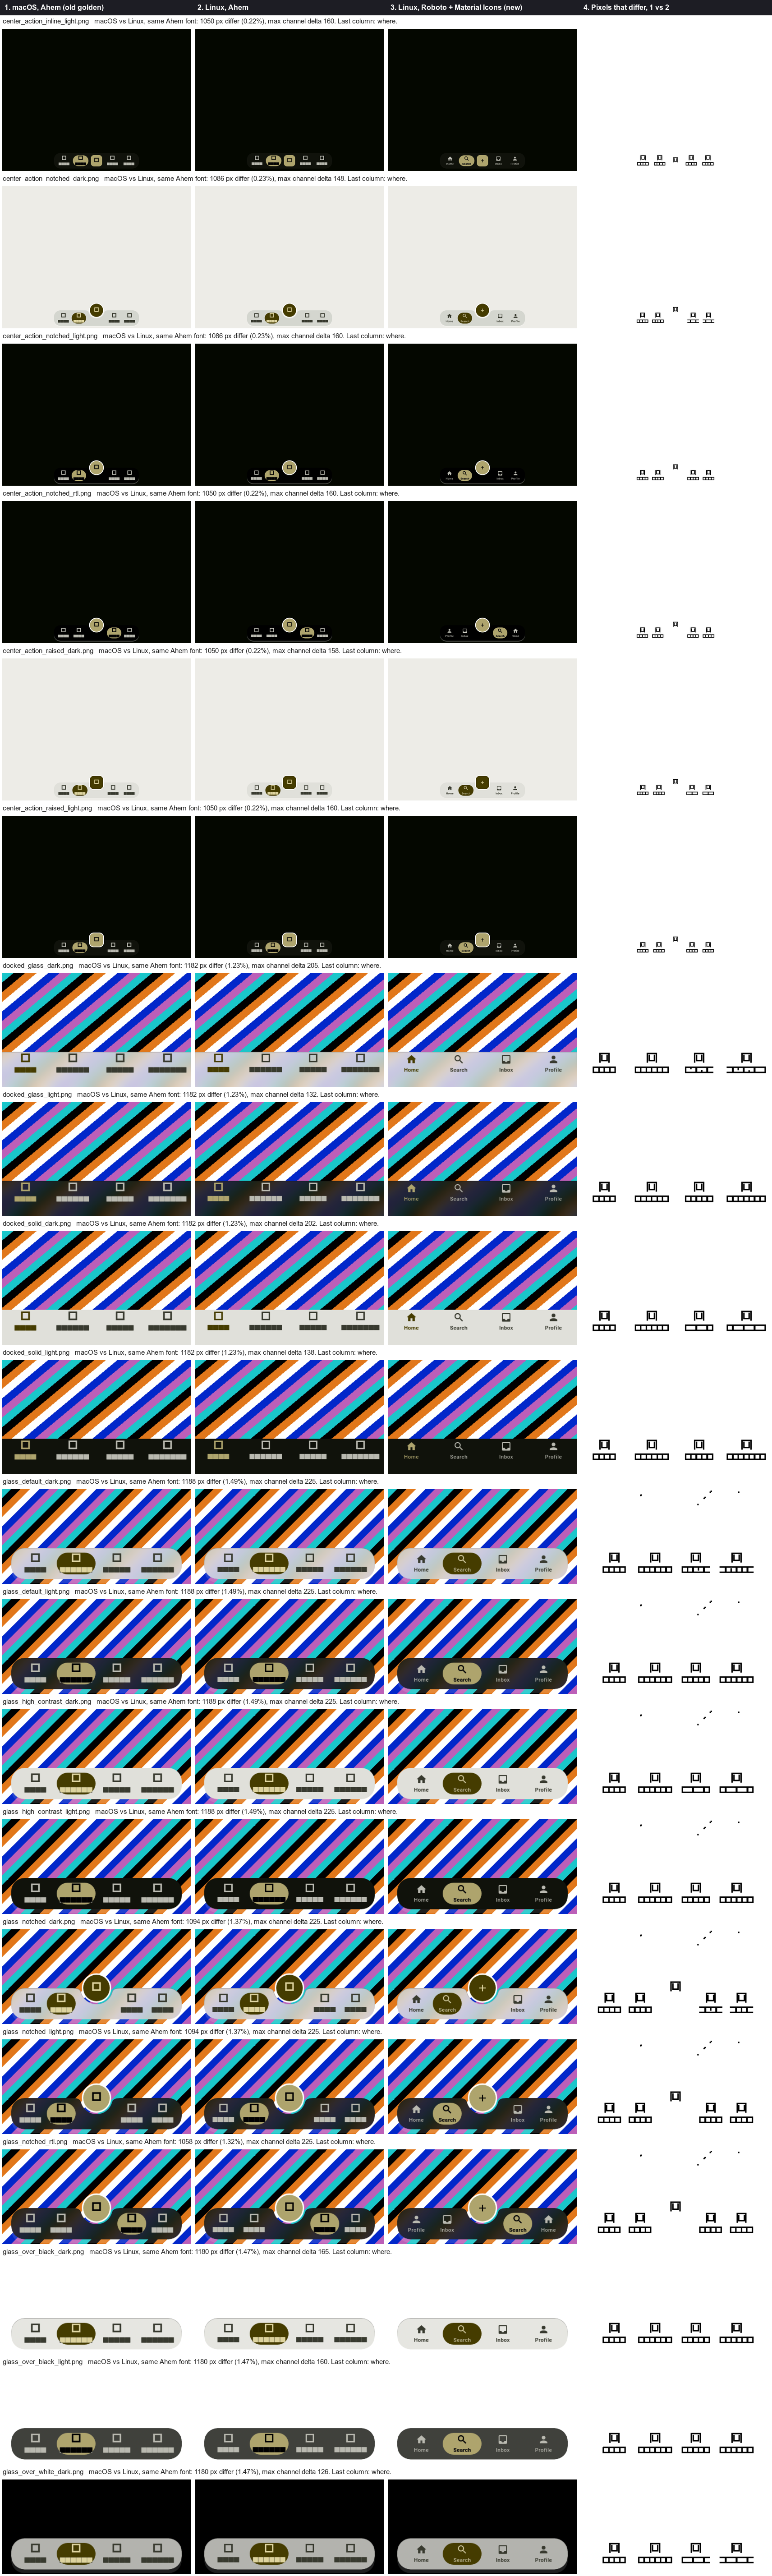 1. macOS, Ahem (old golden) 2. Linux, Ahem 3. Linux, Roboto + Material Icons (new) 4. Pixels that differ, 1 vs 2
center_action_inline_light.png macOS vs Linux, same Ahem font: 1050 px differ (0.22%), max channel delta 160. Last column: where.
Home Search Inbox Profile
center_action_notched_dark.png macOS vs Linux, same Ahem font: 1086 px differ (0.23%), max channel delta 148. Last column: where.
Home Inbox Profile
center_action_notched_light.png macOS vs Linux, same Ahem font: 1086 px differ (0.23%), max channel delta 160. Last column: where.
Home Search Inbox Profile
center_action_notched_rtl.png macOS vs Linux, same Ahem font: 1050 px differ (0.22%), max channel delta 160. Last column: where.
Profile Inbox Search Home
center_action_raised_dark.png macOS vs Linux, same Ahem font: 1050 px differ (0.22%), max channel delta 158. Last column: where.
Home Inbox Profile
center_action_raised_light.png macOS vs Linux, same Ahem font: 1050 px differ (0.22%), max channel delta 160. Last column: where.
Home Search Inbox Profile
docked_glass_dark.png macOS vs Linux, same Ahem font: 1182 px differ (1.23%), max channel delta 205. Last column: where.
Home Search Inbox Profile
docked_glass_light.png macOS vs Linux, same Ahem font: 1182 px differ (1.23%), max channel delta 132. Last column: where.
Home Search Inbox Profile
docked_solid_dark.png macOS vs Linux, same Ahem font: 1182 px differ (1.23%), max channel delta 202. Last column: where.
Home Search Inbox Profile
docked_solid_light.png macOS vs Linux, same Ahem font: 1182 px differ (1.23%), max channel delta 138. Last column: where.
Home Search Inbox Profile
glass_default_dark.png macOS vs Linux, same Ahem font: 1188 px differ (1.49%), max channel delta 225. Last column: where.
Home Search Inbox Profile
glass_default_light.png macOS vs Linux, same Ahem font: 1188 px differ (1.49%), max channel delta 225. Last column: where.
Home Search Inbox Profile
glass_high_contrast_dark.png macOS vs Linux, same Ahem font: 1188 px differ (1.49%), max channel delta 225. Last column: where.
Home Search Inbox Profile
glass_high_contrast_light.png macOS vs Linux, same Ahem font: 1188 px differ (1.49%), max channel delta 225. Last column: where.
Home Search Inbox Profile
glass_notched_dark.png macOS vs Linux, same Ahem font: 1094 px differ (1.37%), max channel delta 225. Last column: where.
Home Search Inbox Profile
glass_notched_light.png macOS vs Linux, same Ahem font: 1094 px differ (1.37%), max channel delta 225. Last column: where.
Home Search Inbox Profile
glass_notched_rtl.png macOS vs Linux, same Ahem font: 1058 px differ (1.32%), max channel delta 225. Last column: where.
Profile Inbox Search Home
glass_over_black_dark.png macOS vs Linux, same Ahem font: 1180 px differ (1.47%), max channel delta 165. Last column: where.
Home Search Inbox Profile
glass_over_black_light.png macOS vs Linux, same Ahem font: 1180 px differ (1.47%), max channel delta 160. Last column: where.
Home Search Inbox Profile
glass_over_white_dark.png macOS vs Linux, same Ahem font: 1180 px differ (1.47%), max channel delta 126. Last column: where.
Home Search Inbox Profile